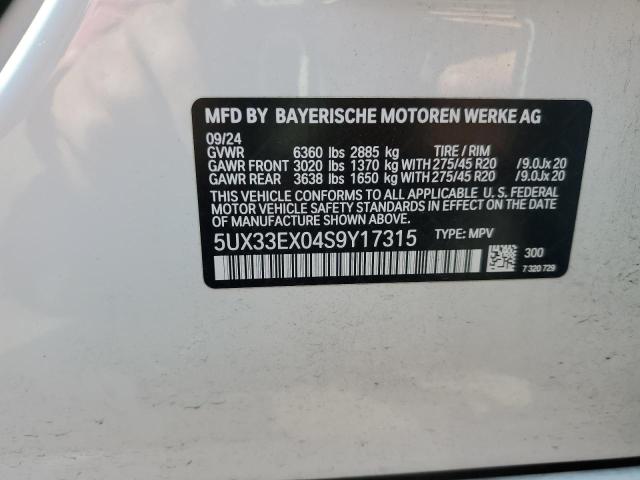 MFD BY BAYERISCHE MOTOREN WERKE AG
09/24
GVWR 6360 lbs 2885 kg TIRE / RIM
GAWR FRONT 3020 lbs 1370 kg WITH 275/45 R20 /9.0Jx 20
GAWR REAR 3638 lbs 1650 kg WITH 275/45 R20 /9.0Jx 20
THIS VEHICLE CONFORMS TO ALL APPLICABLE U. S. FEDERAL
MOTOR VEHICLE SAFETY STANDARDS IN EFFECT ON THE DATE
OF MANUFACTURE SHOWN ABOVE.
5UX33EX04S9Y17315 TYPE: MPV
300
7 320 729